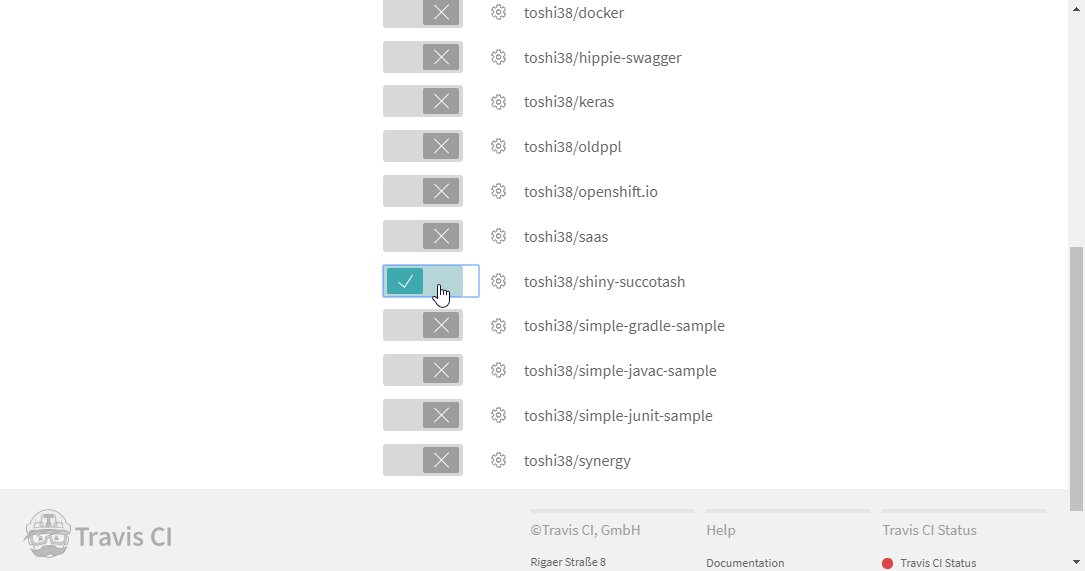 toshi38/docker
toshi38/hippie-swagger
toshi38/keras
toshi38/oldppl
toshi38/openshift.io
toshi38/saas
toshi38/shiny-succotash
toshi38/simple-gradle-sample
toshi38/simple-javac-sample
toshi38/simple-junit-sample
toshi38/synergy
Travis CI
©Travis CI, GmbH
Rigaer Straße 8
Help
Documentation
Travis CI Status
Travis CI Status